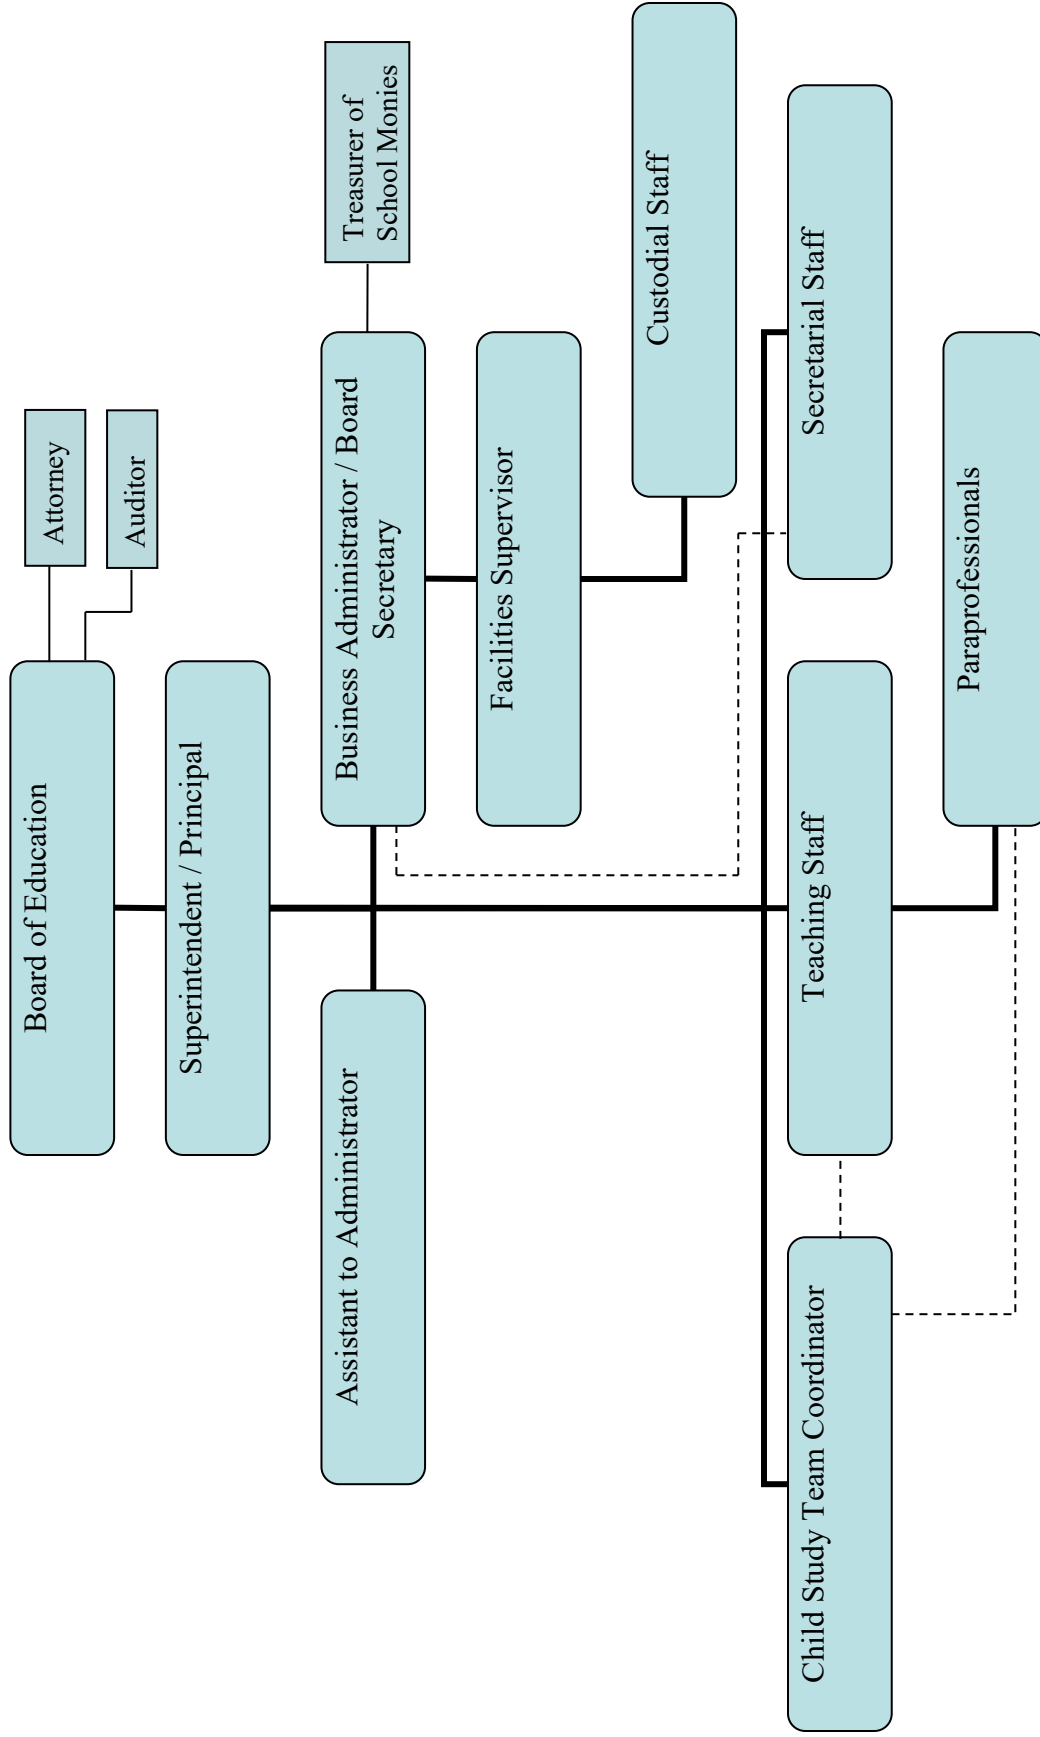 Board of Education
Attorney
Auditor
Superintendent / Principal
Assistant to Administrator
Business Administrator / Board
Secretary
Treasurer of
School Monies
Facilities Supervisor
Custodial Staff
Child Study Team Coordinator
Teaching Staff
Secretarial Staff
Paraprofessionals